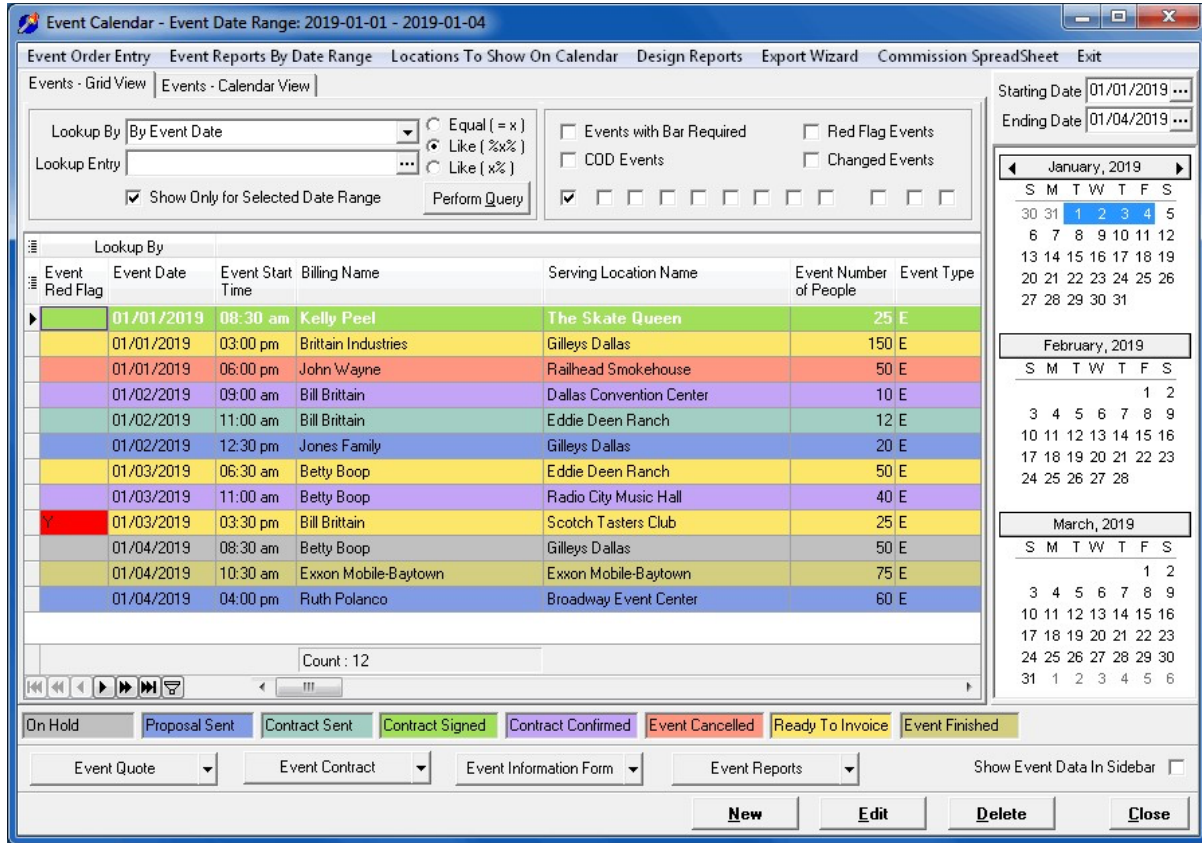 Event Calendar - Event Date Range: 2019-01-01 - 2019-01-04
Event Order Entry Event Reports By Date Range Locations To Show On Calendar Design Reports Export Wizard Commission SpreadSheet Exit
Events - Grid View Events - Calendar View
Starting Date 01/01/2019 ...
Ending Date 01/04/2019 ...
Lookup By By Event Date
Lookup Entry ...
Equal ( = x )
Like ( %x% )
Like ( x% )
Show Only for Selected Date Range Perform Query
Events with Bar Required Red Flag Events
COD Events Changed Events
Lookup By
Event Red Flag Event Date Event Start Time Billing Name Serving Location Name Event Number of People Event Type
01/01/2019 08:30 am Kelly Peel The Skate Queen 25 E
01/01/2019 03:00 pm Brittain Industries Gilleys Dallas 150 E
01/01/2019 06:00 pm John Wayne Railhead Smokehouse 50 E
01/02/2019 09:00 am Bill Brittain Dallas Convention Center 10 E
01/02/2019 11:00 am Bill Brittain Eddie Deen Ranch 12 E
01/02/2019 12:30 pm Jones Family Gilleys Dallas 20 E
01/03/2019 06:30 am Betty Boop Eddie Deen Ranch 50 E
01/03/2019 11:00 am Betty Boop Radio City Music Hall 40 E
Y 01/03/2019 03:30 pm Bill Brittain Scotch Tasters Club 25 E
01/04/2019 08:30 am Betty Boop Gilleys Dallas 50 E
01/04/2019 10:30 am Exxon Mobile-Baytown Exxon Mobile-Baytown 75 E
01/04/2019 04:00 pm Ruth Polanco Broadway Event Center 60 E
Count : 12
January, 2019
S M T W T F S
30 31 1 2 3 4 5
6 7 8 9 10 11 12
13 14 15 16 17 18 19
20 21 22 23 24 25 26
27 28 29 30 31
February, 2019
S M T W T F S
1 2
3 4 5 6 7 8 9
10 11 12 13 14 15 16
17 18 19 20 21 22 23
24 25 26 27 28
March, 2019
S M T W T F S
1 2
3 4 5 6 7 8 9
10 11 12 13 14 15 16
17 18 19 20 21 22 23
24 25 26 27 28 29 30
31 1 2 3 4 5 6
On Hold Proposal Sent Contract Sent Contract Signed Contract Confirmed Event Cancelled Ready To Invoice Event Finished
Event Quote Event Contract Event Information Form Event Reports Show Event Data In Sidebar
New Edit Delete Close